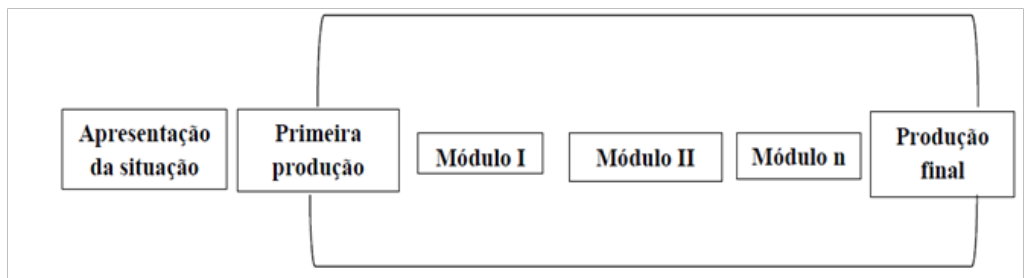 Apresentação
da situação
Primeira
produção
Módulo I
Módulo II
Módulo n
Produção
final